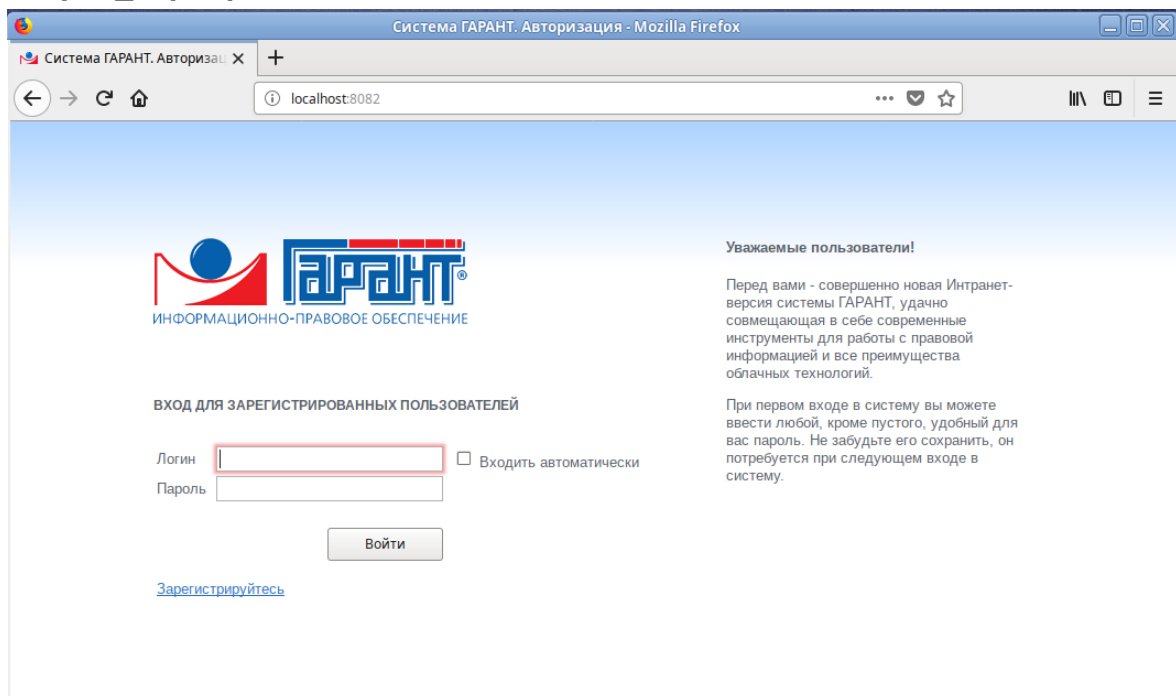 Система ГАРАНТ. Авторизация - Mozilla Firefox
Система ГАРАНТ. Авторизац
localhost:8082
гарант®
ИНФОРМАЦИОННО-ПРАВОВОЕ ОБЕСПЕЧЕНИЕ
ВХОД ДЛЯ ЗАРЕГИСТРИРОВАННЫХ ПОЛЬЗОВАТЕЛЕЙ
Логин
Входить автоматически
Пароль
Войти
Зарегистрируйтесь
Уважаемые пользователи!
Перед вами - совершенно новая Интранет-
версия системы ГАРАНТ, удачно
совмещающая в себе современные
инструменты для работы с правовой
информацией и все преимущества
облачных технологий.
При первом входе в систему вы можете
ввести любой, кроме пустого, удобный для
вас пароль. Не забудьте его сохранить, он
потребуется при следующем входе в
систему.